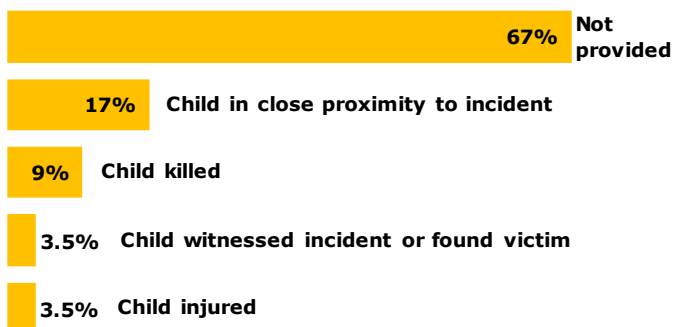 67% Not
provided
17% Child in close proximity to incident
9% Child killed
3.5% Child witnessed incident or found victim
3.5% Child injured